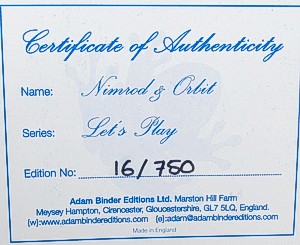 Certificate of Authenticity
Name: Nimrod & Orbit
Series: Let's Play
Edition No: 16/750
Adam Binder Editions Ltd. Marston Hill Farm
Meysey Hampton, Cirencester, Gloucestershire, GL7 5LQ, England.
[w]:www.adambindereditions.com [e]:adam@adambindereditions.com
Made in England